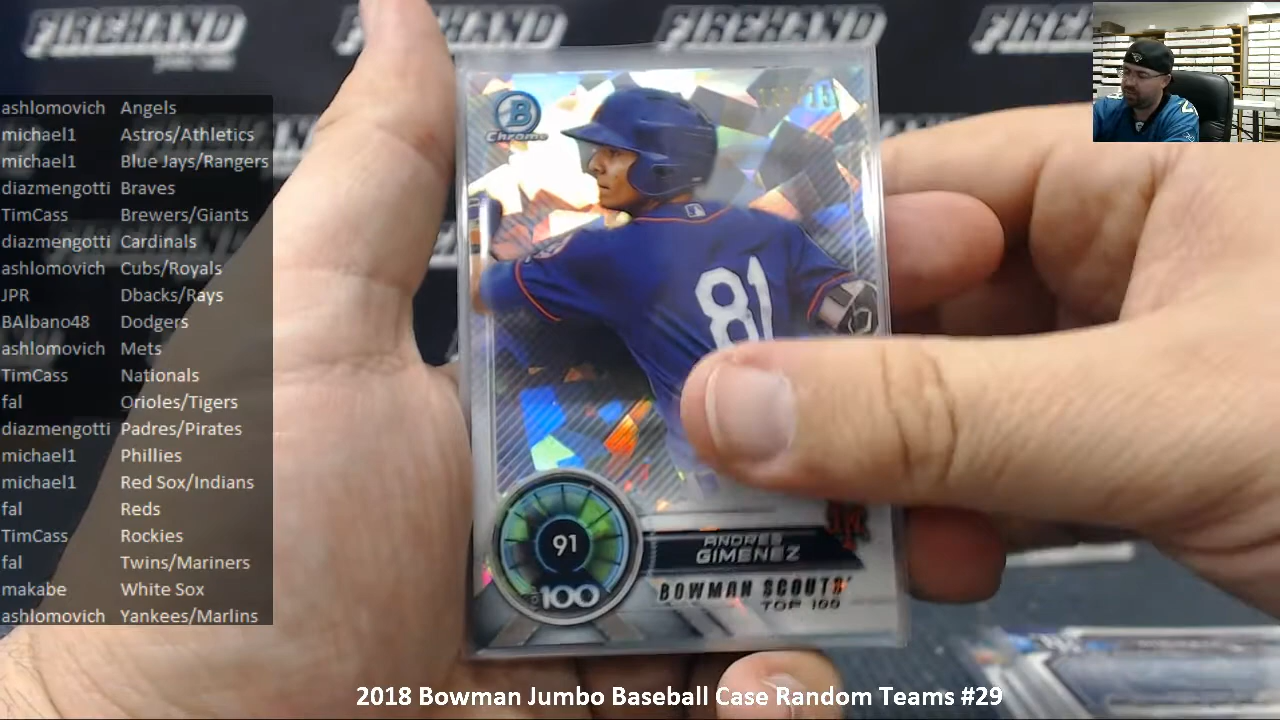 FIREHAND
FIREHAND
FIREHAND
FIREHAND
ashlomovich Angels
michael1 Astros/Athletics
michael1 Blue Jays/Rangers
diazmengotti Braves
TimCass Brewers/Giants
diazmengotti Cardinals
ashlomovich Cubs/Royals
JPR Dbacks/Rays
BAlbano48 Dodgers
ashlomovich Mets
TimCass Nationals
fal Orioles/Tigers
diazmengotti Padres/Pirates
michael1 Phillies
michael1 Red Sox/Indians
fal Reds
TimCass Rockies
fal Twins/Mariners
makabe White Sox
ashlomovich Yankees/Marlins
B
Chrome
81
91
100
ANDRES
GIMENEZ
BOWMAN SCOUTS'
TOP 100
2018 Bowman Jumbo Baseball Case Random Teams #29